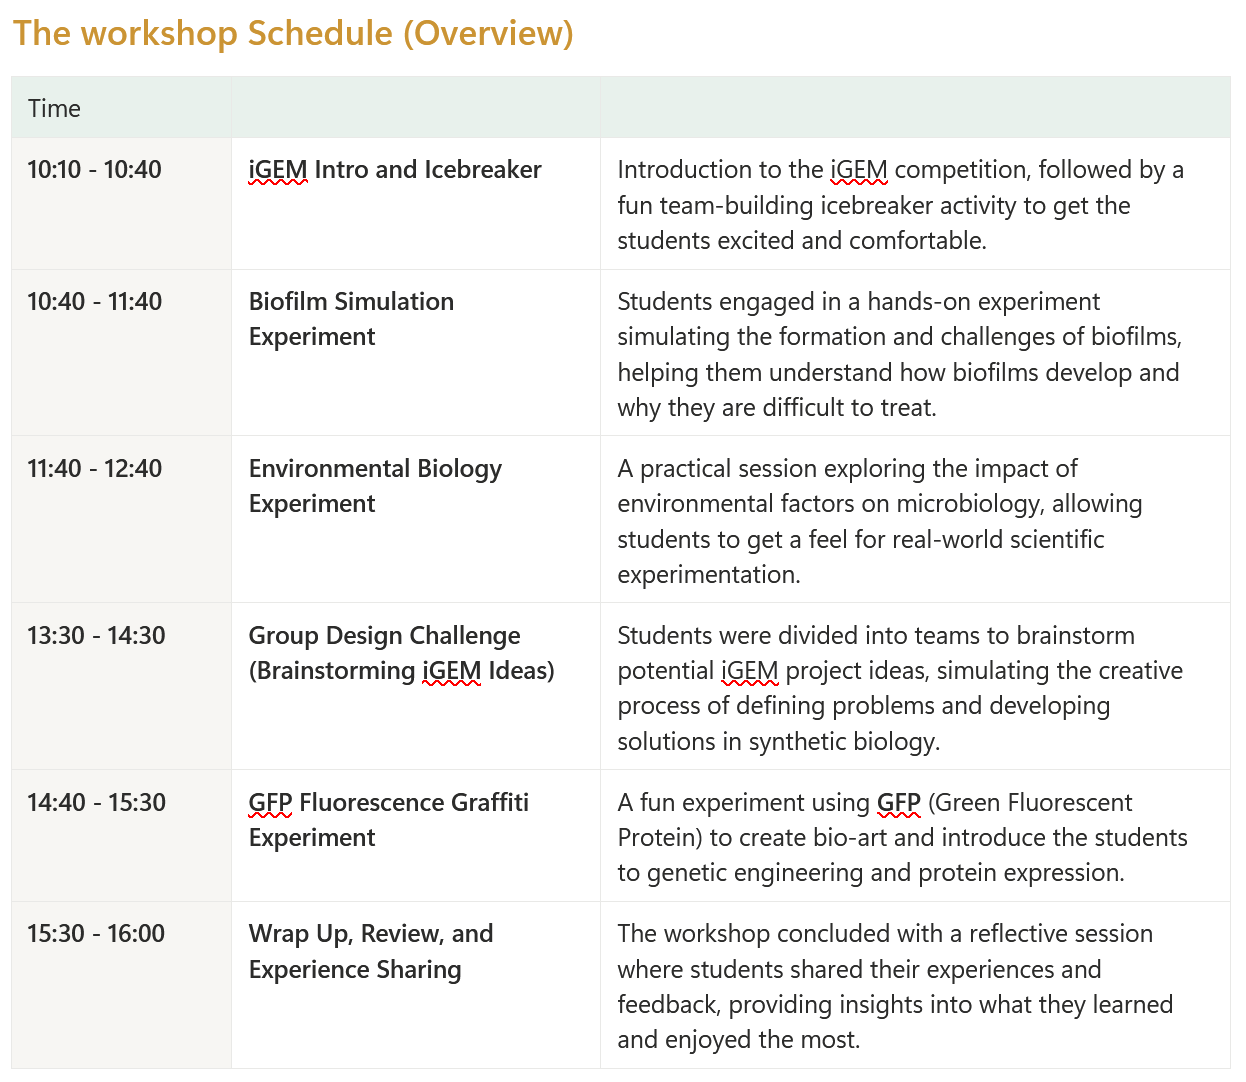 The workshop Schedule (Overview)
Time
10:10 - 10:40
iGEM Intro and Icebreaker
Introduction to the iGEM competition, followed by a
fun team-building icebreaker activity to get the
students excited and comfortable.
10:40 - 11:40
Biofilm Simulation
Experiment
Students engaged in a hands-on experiment
simulating the formation and challenges of biofilms,
helping them understand how biofilms develop and
why they are difficult to treat.
11:40 - 12:40
Environmental Biology
Experiment
A practical session exploring the impact of
environmental factors on microbiology, allowing
students to get a feel for real-world scientific
experimentation.
13:30 - 14:30
Group Design Challenge
(Brainstorming iGEM Ideas)
Students were divided into teams to brainstorm
potential iGEM project ideas, simulating the creative
process of defining problems and developing
solutions in synthetic biology.
14:40 - 15:30
GFP Fluorescence Graffiti
Experiment
A fun experiment using GFP (Green Fluorescent
Protein) to create bio-art and introduce the students
to genetic engineering and protein expression.
15:30 - 16:00
Wrap Up, Review, and
Experience Sharing
The workshop concluded with a reflective session
where students shared their experiences and
feedback, providing insights into what they learned
and enjoyed the most.